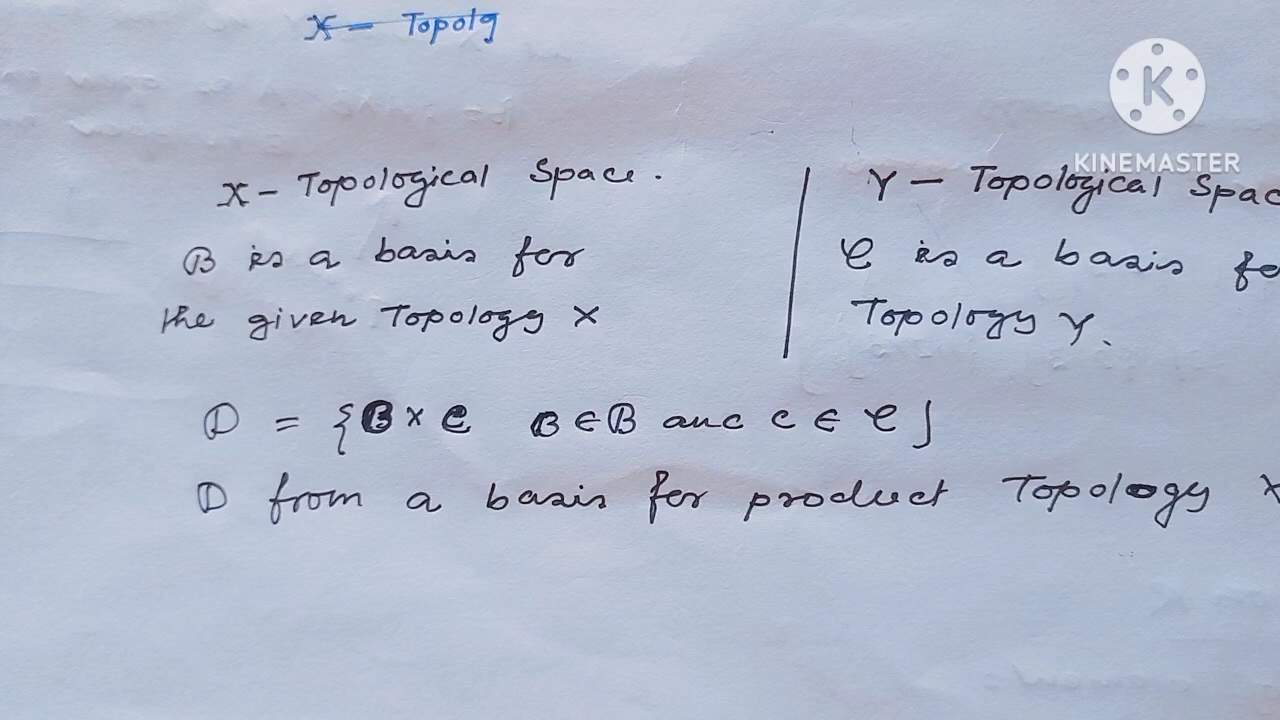 X – Topolg
K
KINEMASTER
X – Topological Space.
Y – Topological Spac
B is a basis for
C is a basis fo
the given Topology X
Topology Y.
D = {B × C B ∈ B anc C ∈ C}
D from a basis for product Topology X